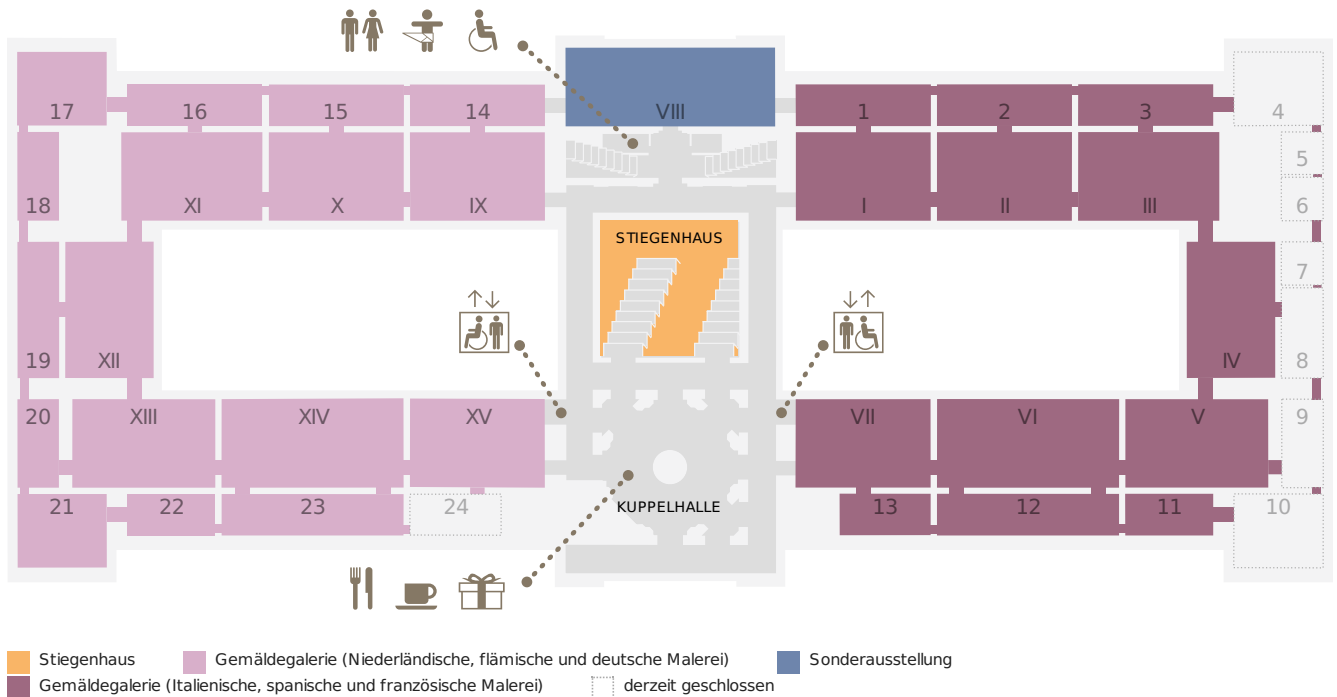 17 16 15 14 VIII 1 2 3 4
5
18 XI X IX I II III 6
STIEGENHAUS
7
19 XII IV 8
20 XIII XIV XV VII VI V 9
21 22 23 24 KUPPELHALLE 13 12 11 10
Stiegenhaus Gemäldegalerie (Niederländische, flämische und deutsche Malerei) Sonderausstellung
Gemäldegalerie (Italienische, spanische und französische Malerei) derzeit geschlossen